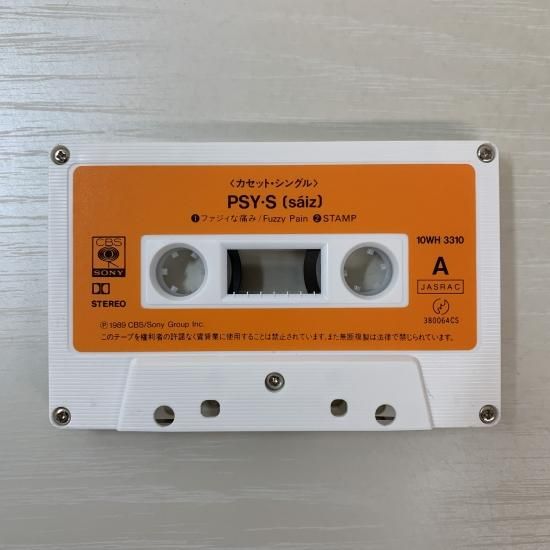 〈カセット・シングル〉
PSY・S〔sáiz〕
❶ファジィな痛み/Fuzzy Pain ❷STAMP
CBS
SONY
STEREO
10WH 3310
A
JASRAC
380064CS
Ⓟ1989 CBS/Sony Group Inc.
このテープを権利者の許諾なく賃貸業に使用することは禁止されています。また無断複製は法律で禁じられています。